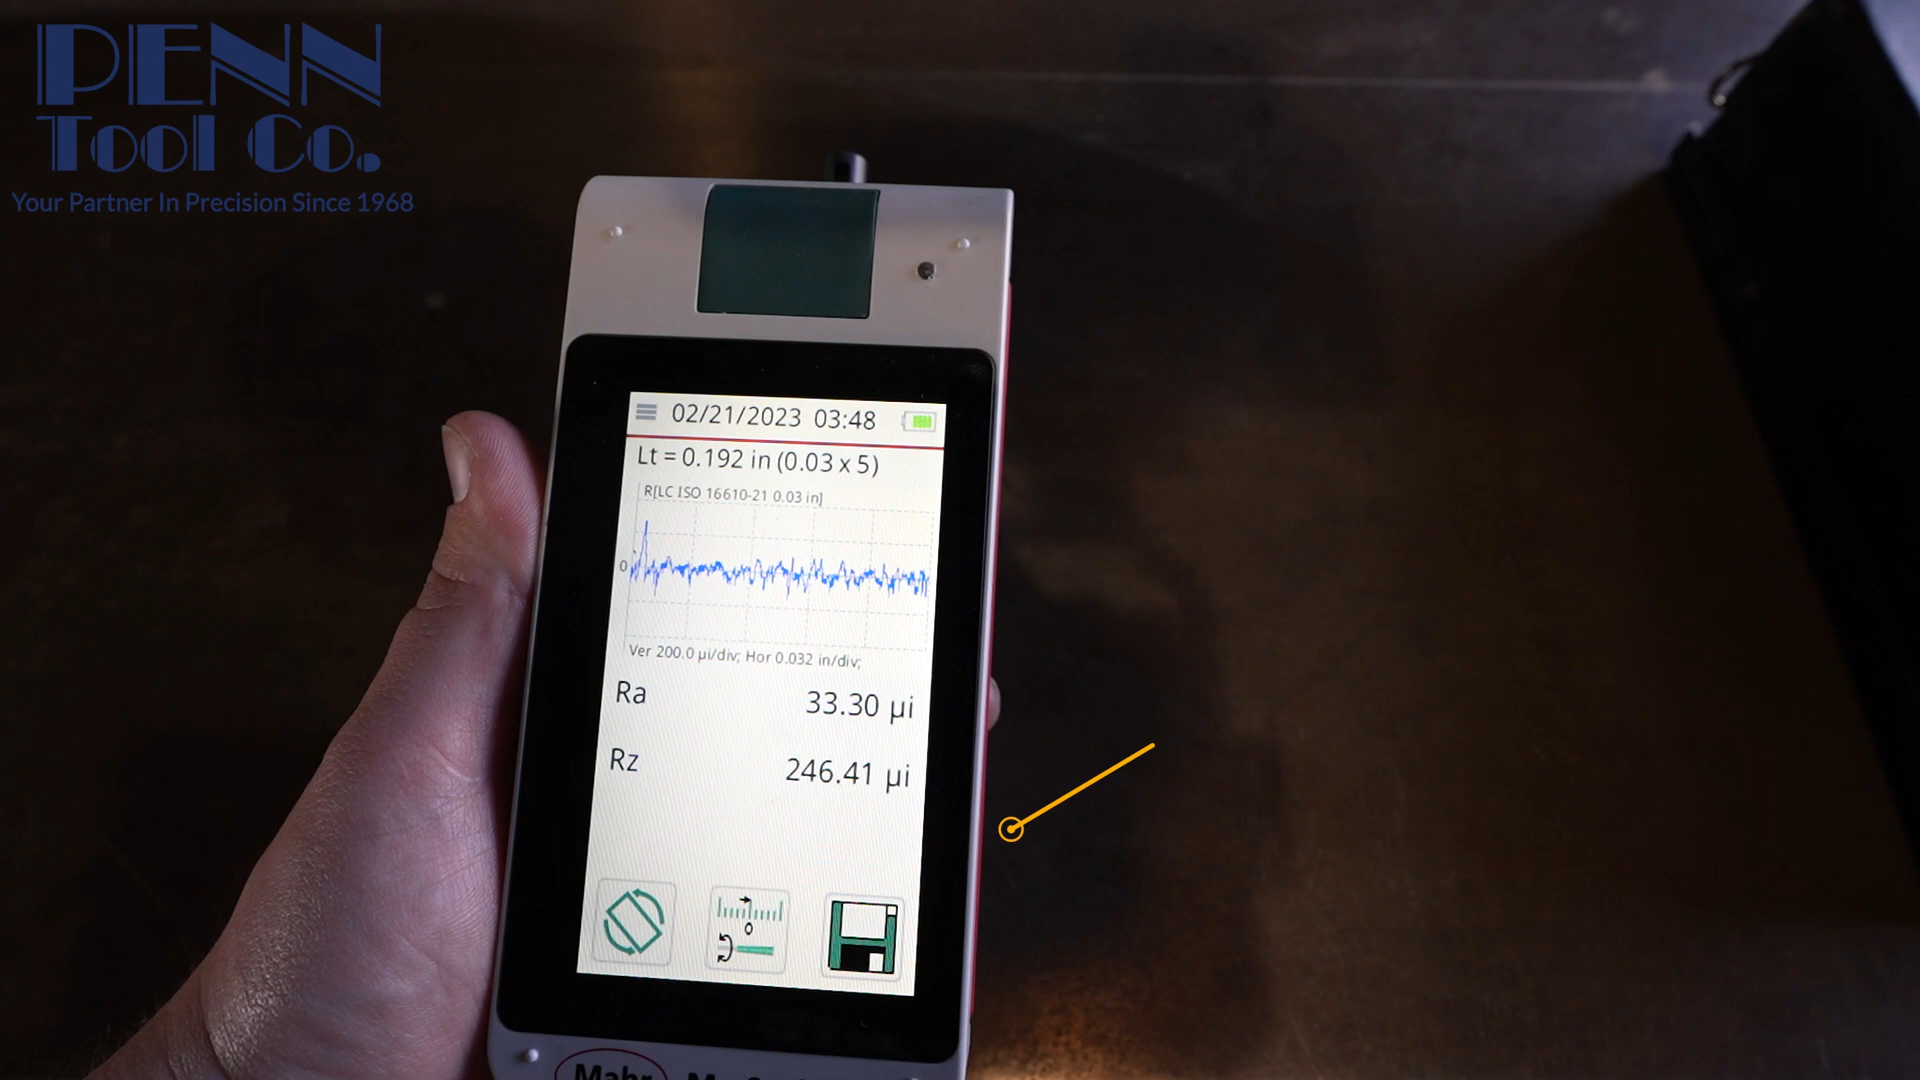 PENN
Tool Co.
Your Partner In Precision Since 1968
02/21/2023 03:48
Lt = 0.192 in (0.03 x 5)
R[LC ISO 16610-21 0.03 in]
0
Ver 200.0 µi/div; Hor 0.032 in/div;
Ra 33.30 µi
Rz 246.41 µi
0
Mahr